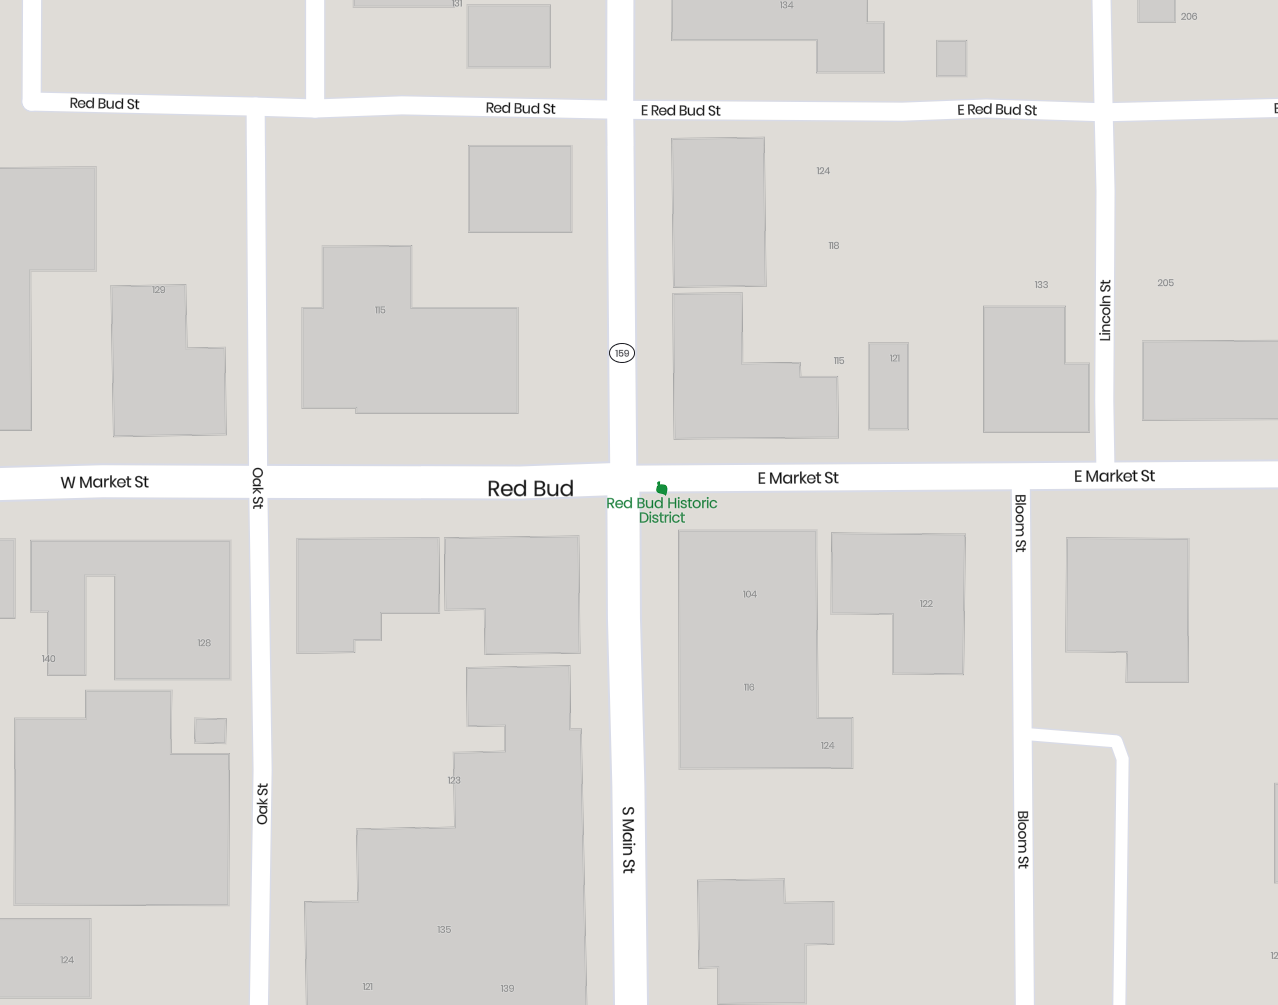 131
134
206
Red Bud St
Red Bud St
E Red Bud St
E Red Bud St
E
124
118
129
115
133
205
Lincoln St
159
115
121
W Market St
Oak St
Red Bud
E Market St
E Market St
Red Bud Historic
District
Bloom St
104
122
128
140
116
124
123
Oak St
S Main St
Bloom St
135
124
121
139
12